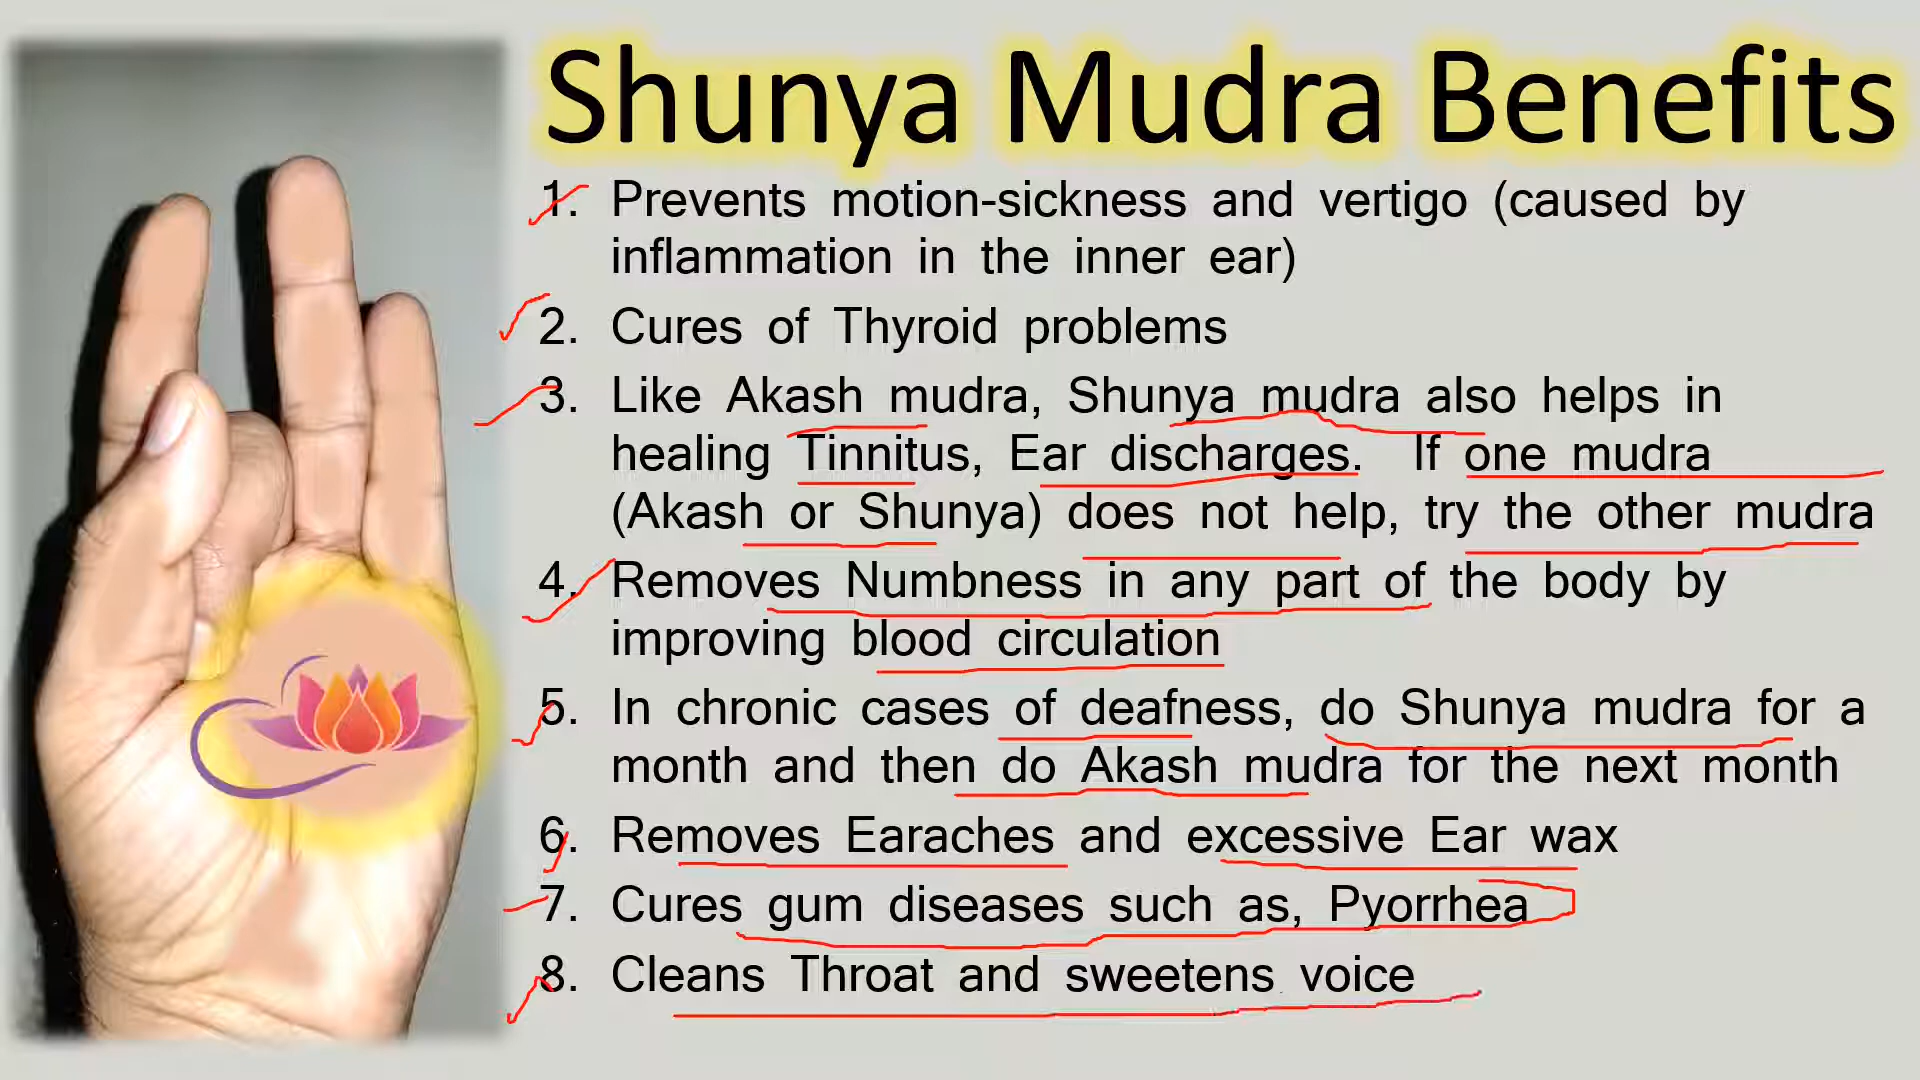 Shunya Mudra Benefits
1. Prevents motion-sickness and vertigo (caused by
inflammation in the inner ear)
2. Cures of Thyroid problems
3. Like Akash mudra, Shunya mudra also helps in
healing Tinnitus, Ear discharges. If one mudra
(Akash or Shunya) does not help, try the other mudra
4. Removes Numbness in any part of the body by
improving blood circulation
5. In chronic cases of deafness, do Shunya mudra for a
month and then do Akash mudra for the next month
6. Removes Earaches and excessive Ear wax
7. Cures gum diseases such as, Pyorrhea
8. Cleans Throat and sweetens voice